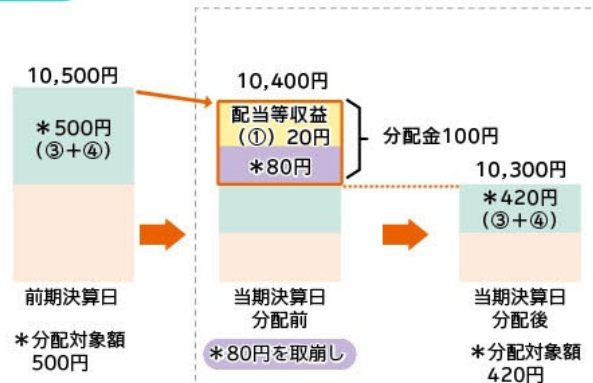 10,500円
＊500円
（③＋④）
前期決算日
＊分配対象額
500円
10,400円
配当等収益
（①）20円
＊80円
分配金100円
当期決算日
分配前
＊80円を取崩し
10,300円
＊420円
（③＋④）
当期決算日
分配後
＊分配対象額
420円